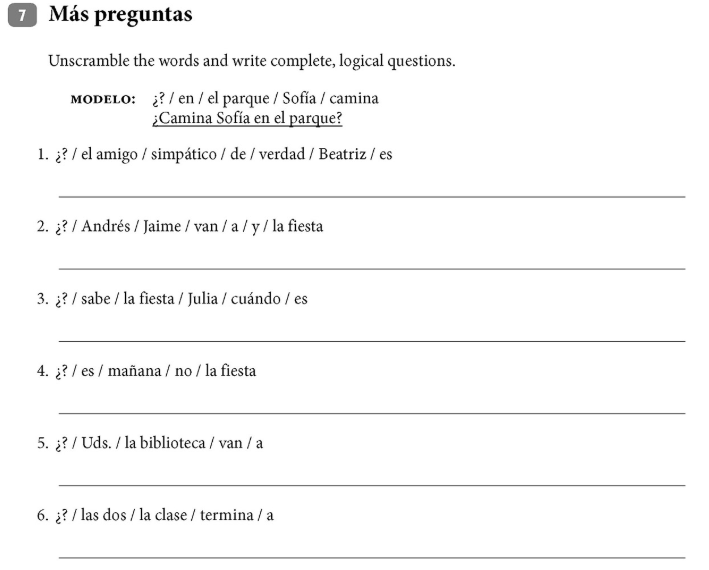 7 Más preguntas
Unscramble the words and write complete, logical questions.
MODELO: ¿? / en / el parque / Sofía / camina
¿Camina Sofía en el parque?
1. ¿? / el amigo / simpático / de / verdad / Beatriz / es
2. ¿? / Andrés / Jaime / van / a / y / la fiesta
3. ¿? / sabe / la fiesta / Julia / cuándo / es
4. ¿? / es / mañana / no / la fiesta
5. ¿? / Uds. / la biblioteca / van / a
6. ¿? / las dos / la clase / termina / a